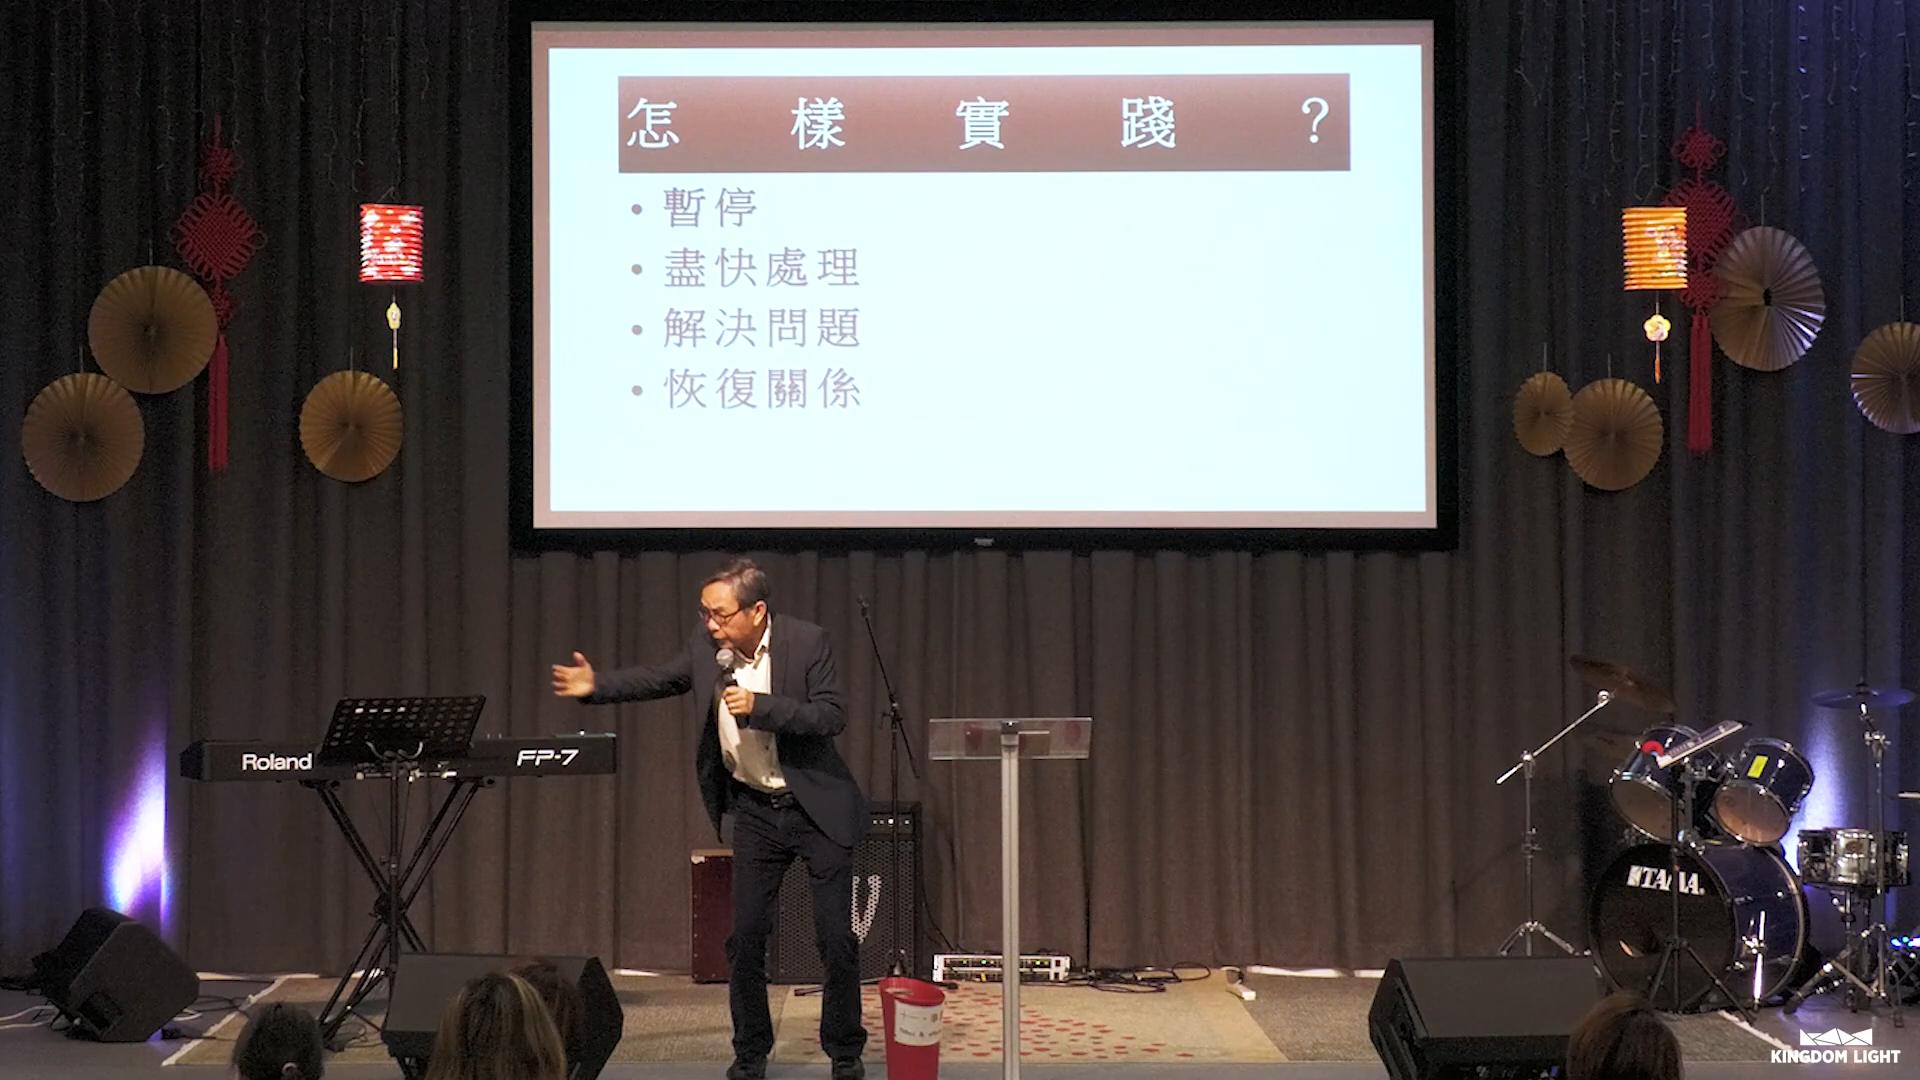 怎樣實踐？
• 暫停
• 盡快處理
• 解決問題
• 恢復關係
Roland
FP-7
TAMA
KINGDOM LIGHT